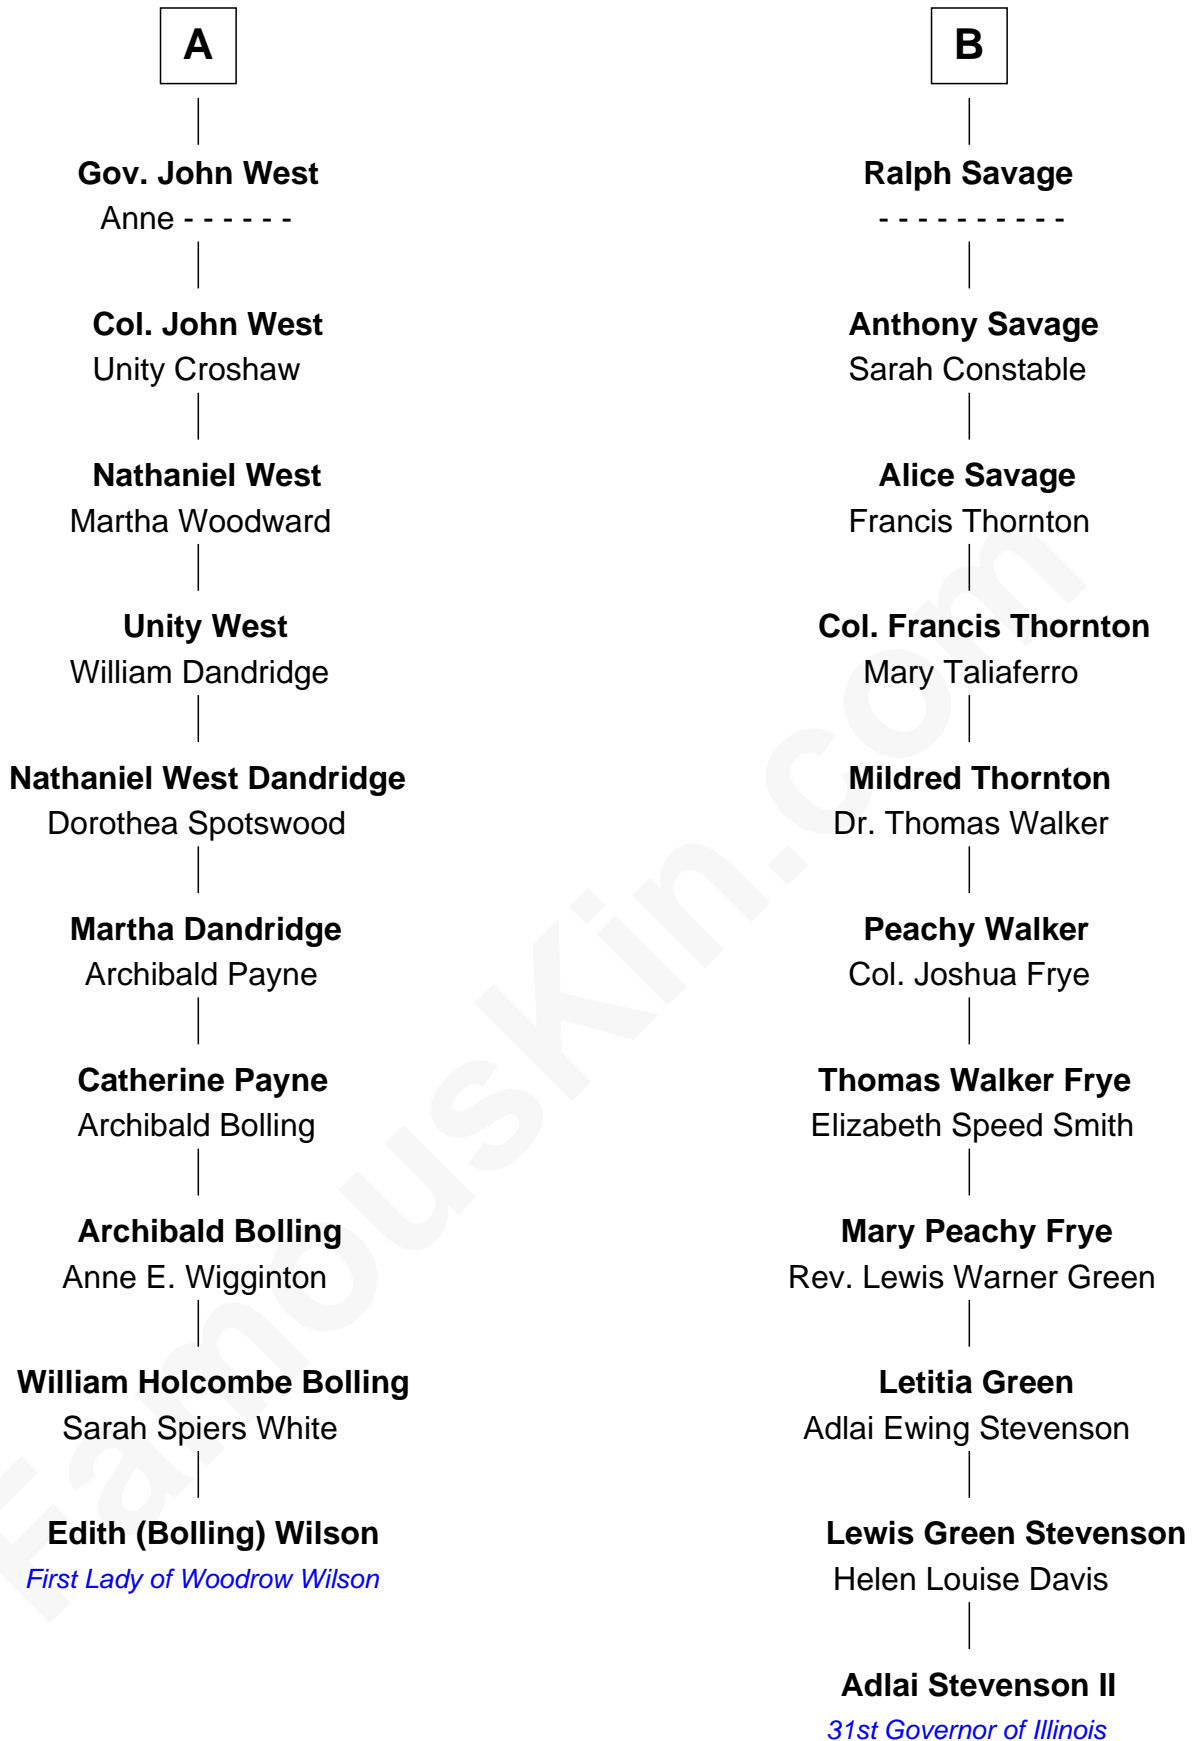 A
Gov. John West
Anne - - - - - -
Col. John West
Unity Croshaw
Nathaniel West
Martha Woodward
Unity West
William Dandridge
Nathaniel West Dandridge
Dorothea Spotswood
Martha Dandridge
Archibald Payne
Catherine Payne
Archibald Bolling
Archibald Bolling
Anne E. Wigginton
William Holcombe Bolling
Sarah Spiers White
Edith (Bolling) Wilson
First Lady of Woodrow Wilson
B
Ralph Savage
- - - - - - - - - -
Anthony Savage
Sarah Constable
Alice Savage
Francis Thornton
Col. Francis Thornton
Mary Taliaferro
Mildred Thornton
Dr. Thomas Walker
Peachy Walker
Col. Joshua Frye
Thomas Walker Frye
Elizabeth Speed Smith
Mary Peachy Frye
Rev. Lewis Warner Green
Letitia Green
Adlai Ewing Stevenson
Lewis Green Stevenson
Helen Louise Davis
Adlai Stevenson II
31st Governor of Illinois
FamousKin.com